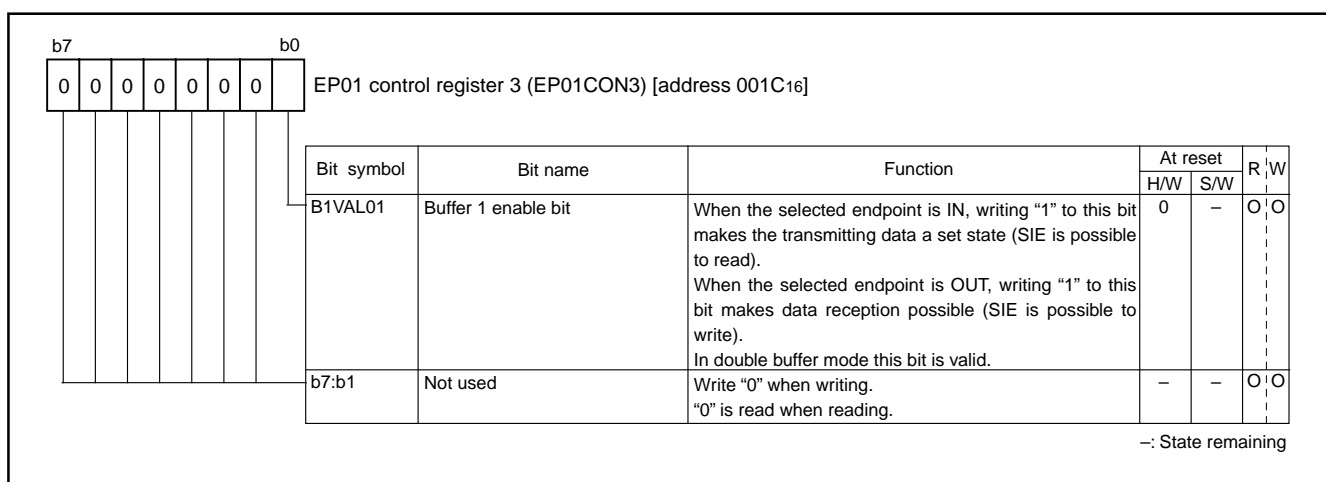 b7 b0
0 0 0 0 0 0 0 EP01 control register 3 (EP01CON3) [address 001C16]
Bit symbol Bit name Function At reset R W
H/W S/W
B1VAL01 Buffer 1 enable bit When the selected endpoint is IN, writing “1” to this bit 0 – O O
makes the transmitting data a set state (SIE is possible
to read).
When the selected endpoint is OUT, writing “1” to this
bit makes data reception possible (SIE is possible to
write).
In double buffer mode this bit is valid.
b7:b1 Not used Write “0” when writing. – – O O
“0” is read when reading.
–: State remaining